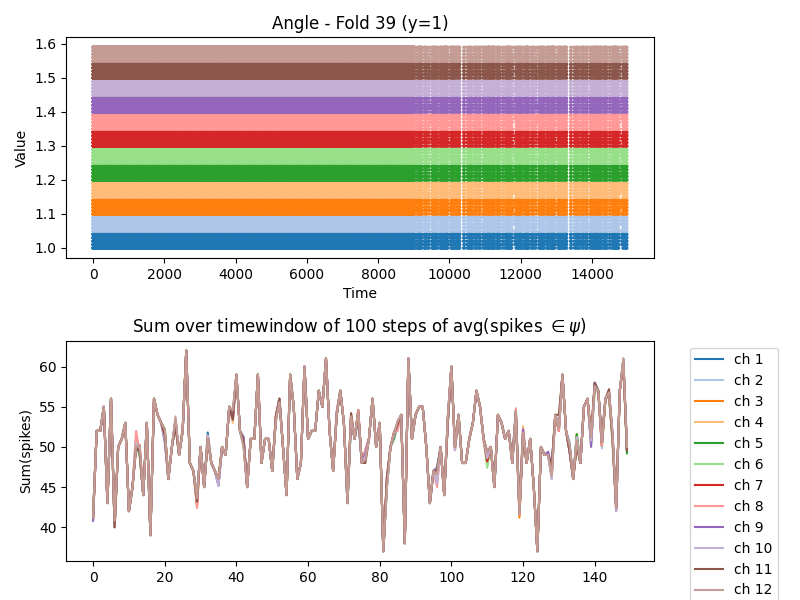 Angle - Fold 39 (y=1)
1.6
1.5
1.4
1.3
1.2
1.1
1.0
Value
0 2000 4000 6000 8000 10000 12000 14000
Time
Sum over timewindow of 100 steps of avg(spikes ∈ ψ)
60
55
50
45
40
Sum(spikes)
0 20 40 60 80 100 120 140
ch 1
ch 2
ch 3
ch 4
ch 5
ch 6
ch 7
ch 8
ch 9
ch 10
ch 11
ch 12